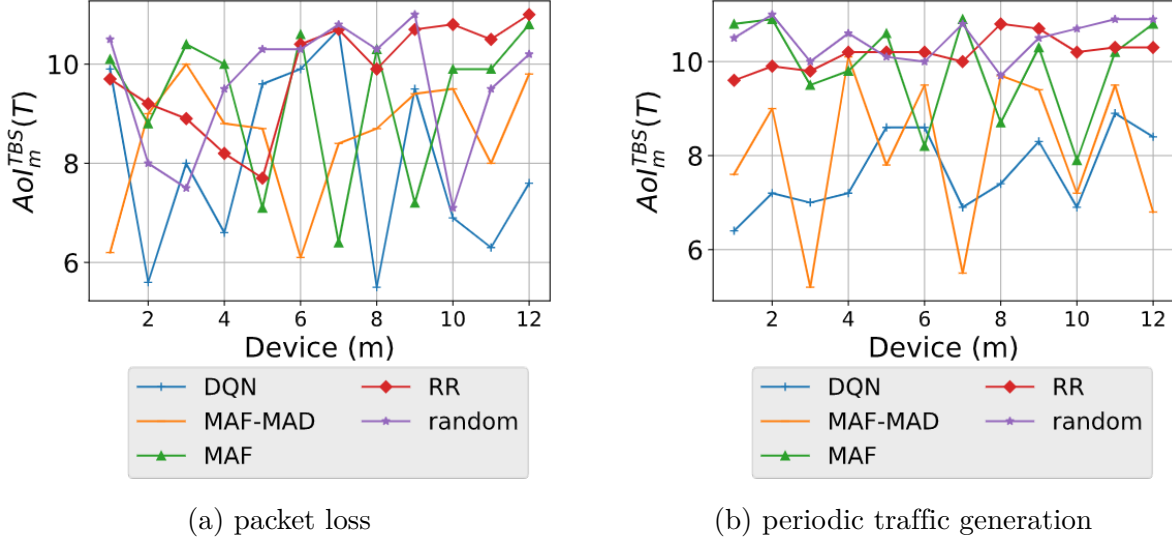 AoI_m^{TBS}(T)
10
8
6
2 4 6 8 10 12
Device (m)
DQN
MAF-MAD
MAF
RR
random
(a) packet loss
AoI_m^{TBS}(T)
10
8
6
2 4 6 8 10 12
Device (m)
DQN
MAF-MAD
MAF
RR
random
(b) periodic traffic generation